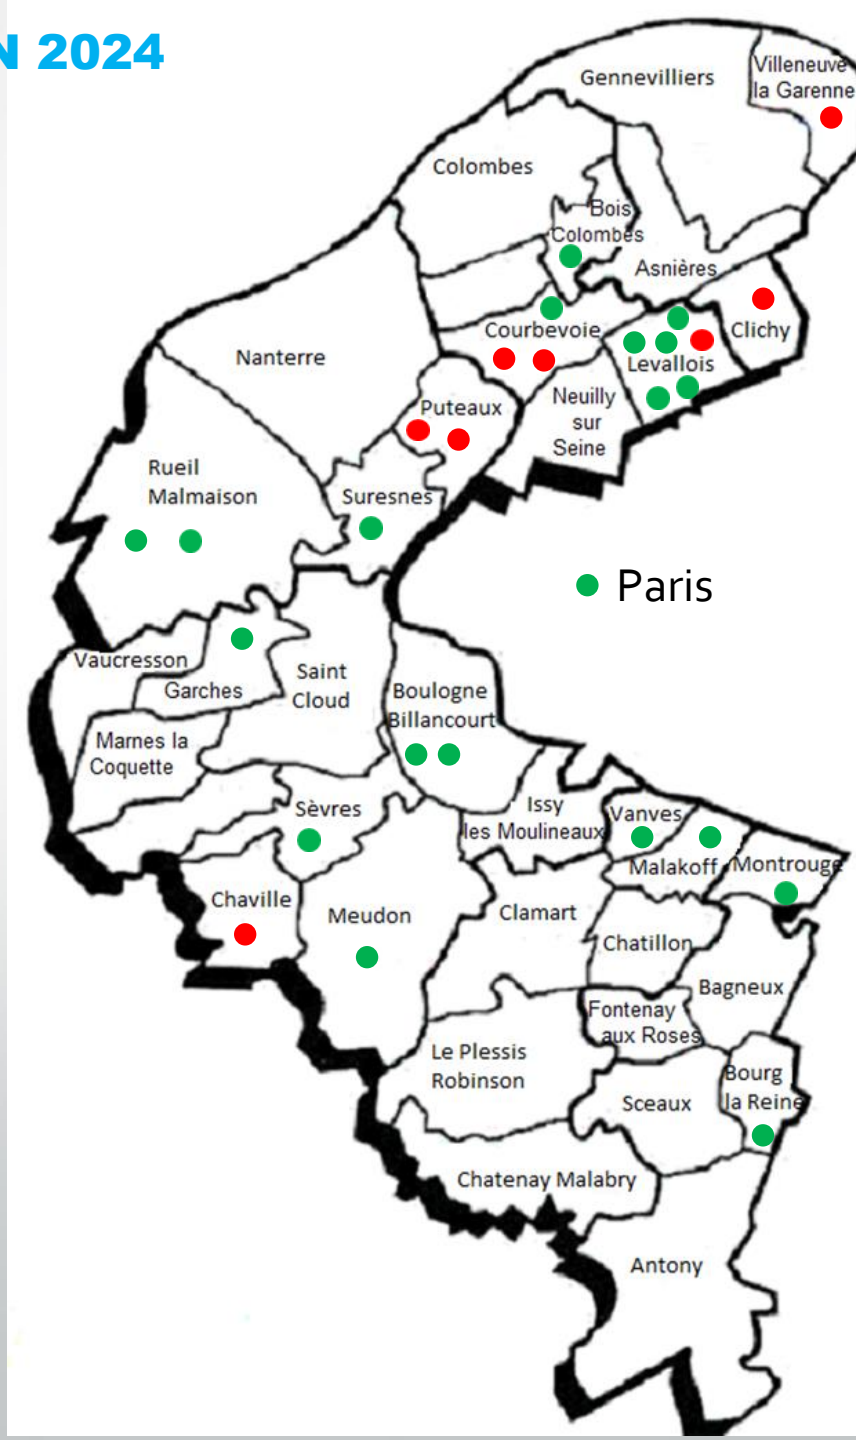 N 2024
Gennevilliers
Villeneuve
la Garenne
Colombes
Bois
Colombes
Asnières
Courbevoie
Clichy
Levallois
Nanterre
Puteaux
Neuilly
sur
Seine
Rueil
Malmaison
Suresnes
Paris
Vaucresson
Garches
Saint
Cloud
Boulogne
Billancourt
Marnes la
Coquette
Sèvres
Issy
les Moulineaux
Vanves
Malakoff
Montrouge
Chaville
Meudon
Clamart
Chatillon
Bagneux
Fontenay
aux Roses
Le Plessis
Robinson
Bourg
la Reine
Sceaux
Chatenay Malabry
Antony